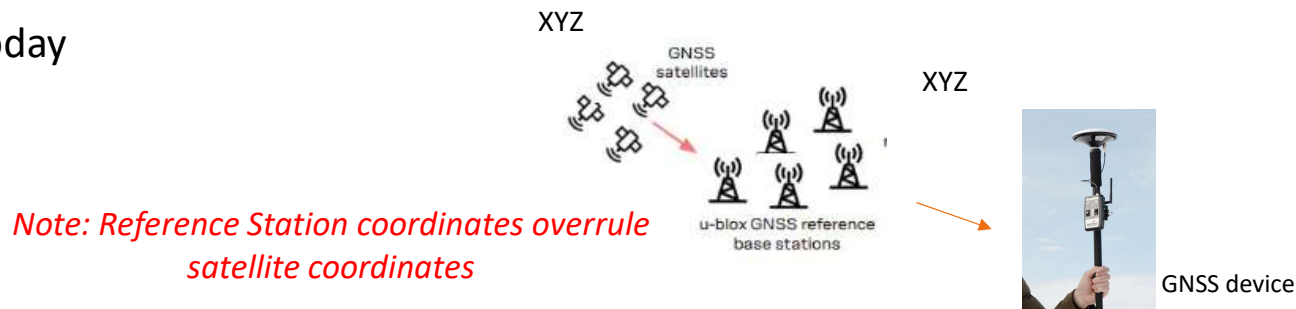 XYZ
oday
GNSS
satellites
XYZ
Note: Reference Station coordinates overrule
satellite coordinates
u-blox GNSS reference
base stations
GNSS device